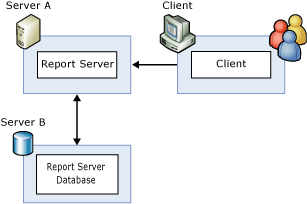 Server A
Client
Report Server
Client
Server B
Report Server
Database